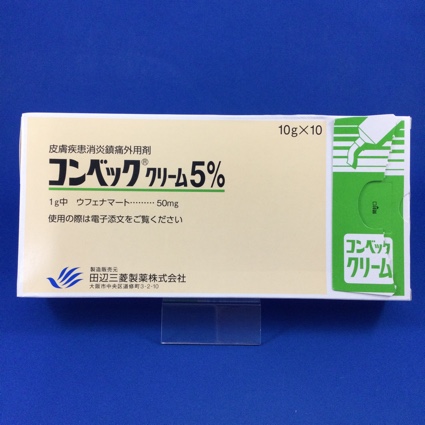 10g×10
皮膚疾患消炎鎮痛外用剤
コンベック®クリーム5%
1g中 ウフェナマート………50mg
使用の際は電子添文をご覧ください
製造販売元
田辺三菱製薬株式会社
大阪市中央区道修町3-2-10
コンベック
クリーム